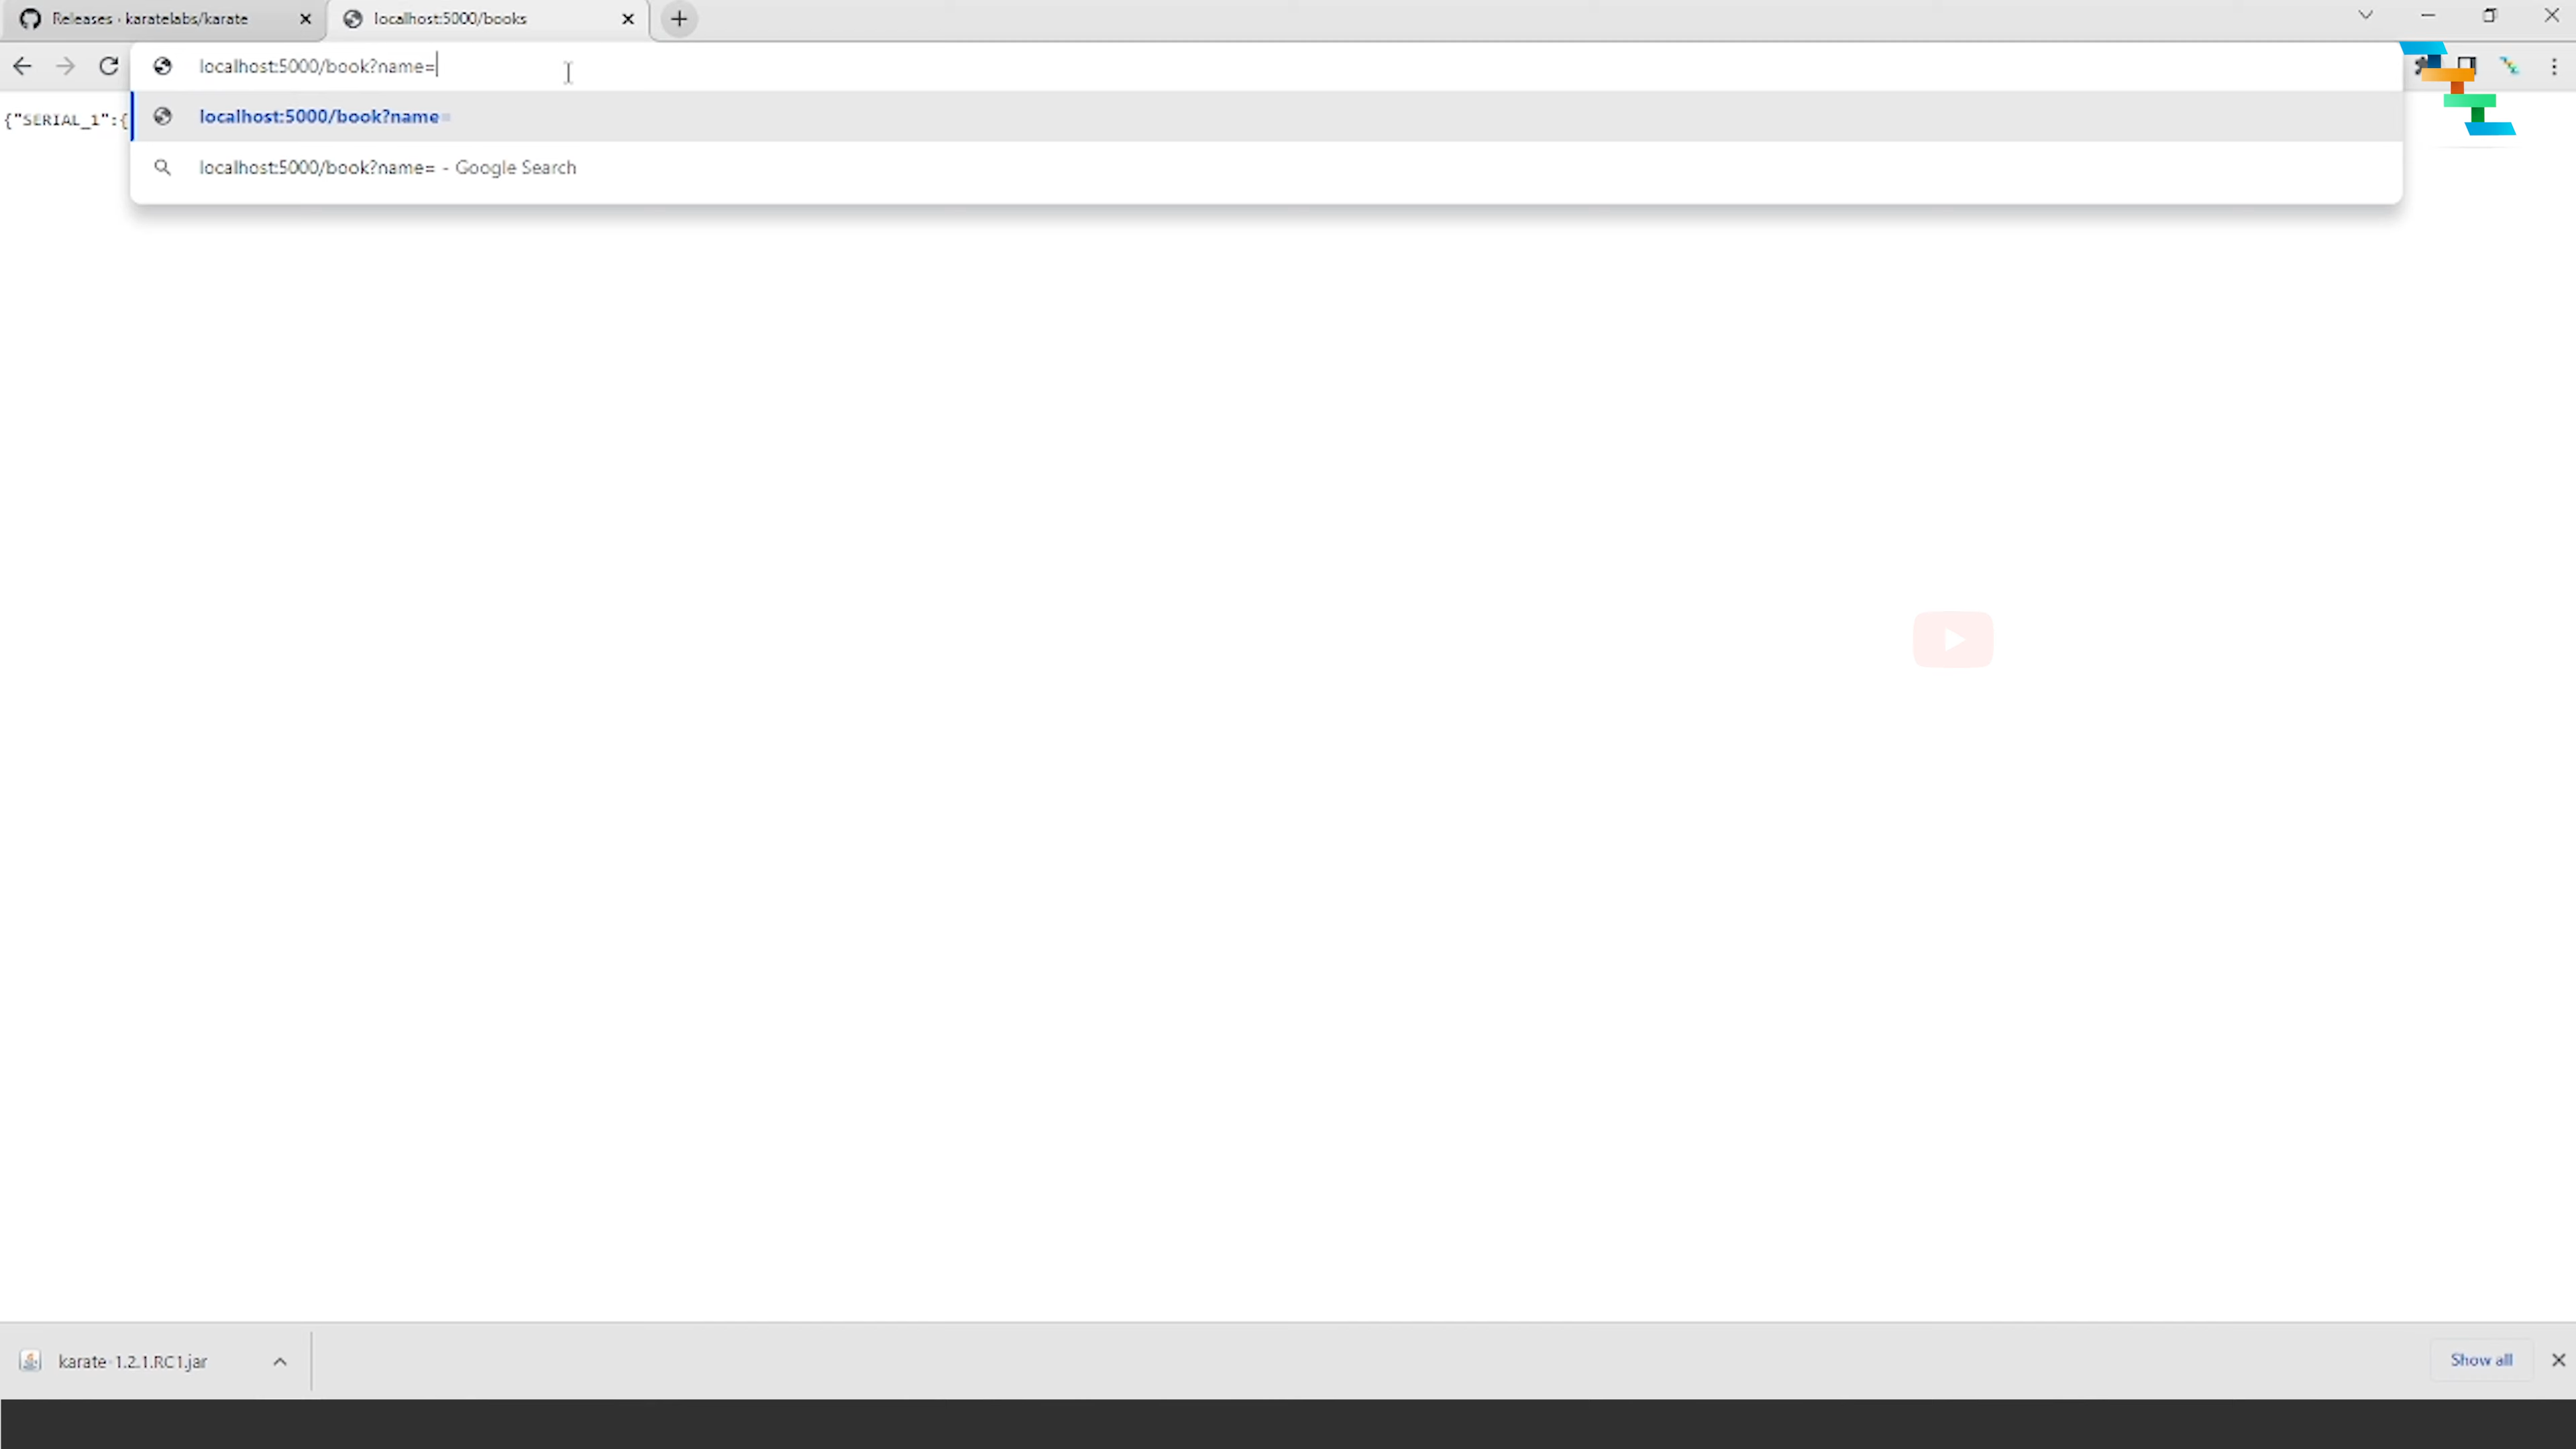 Releases · karatelabs/karate
localhost:5000/books
localhost:5000/book?name=
localhost:5000/book?name=
localhost:5000/book?name= - Google Search
{"SERIAL_1":{
karate-1.2.1.RC1.jar
Show all